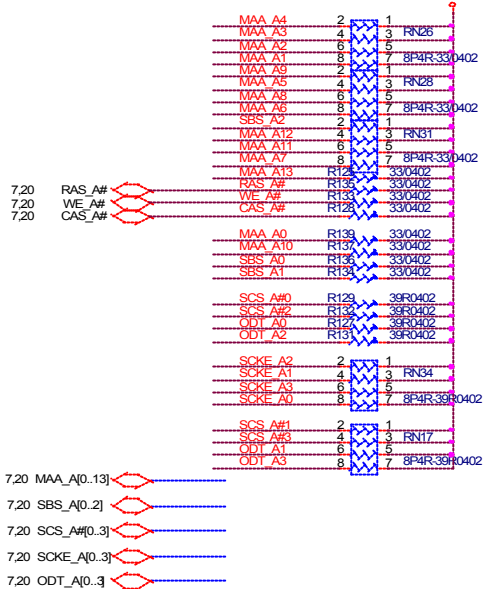 MAA_A4 2 1
MAA_A3 4 3 RN26
MAA_A2 6 5
MAA_A1 8 7 8P4R-33/0402
MAA_A9 2 1
MAA_A5 4 3 RN28
MAA_A8 6 5
MAA_A6 8 7 8P4R-33/0402
SBS_A2 2 1
MAA_A12 4 3 RN31
MAA_A11 6 5
MAA_A7 8 7 8P4R-33/0402
MAA_A13 33/0402
7,20 RAS_A# RAS_A# R135 33/0402
7,20 WE_A# WE_A# R133 33/0402
7,20 CAS_A# CAS_A# R128 33/0402
MAA_A0 R139 33/0402
MAA_A10 R137 33/0402
SBS_A0 R136 33/0402
SBS_A1 R134 33/0402
SCS_A#0 R129 39R0402
SCS_A#2 R132 39R0402
ODT_A0 R127 39R0402
ODT_A2 R131 39R0402
SCKE_A2 2 1
SCKE_A1 4 3 RN34
SCKE_A3 6 5
SCKE_A0 8 7 8P4R-39R0402
SCS_A#1 2 1
SCS_A#3 4 3 RN17
ODT_A1 6 5
ODT_A3 8 7 8P4R-39R0402
7,20 MAA_A[0..13]
7,20 SBS_A[0..2]
7,20 SCS_A#[0..3]
7,20 SCKE_A[0..3]
7,20 ODT_A[0..3]